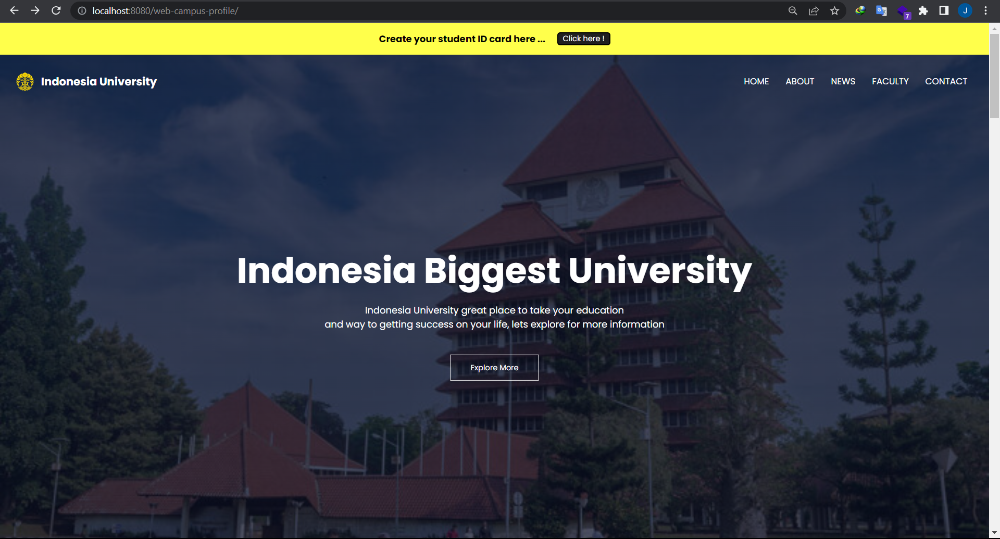 localhost:8080/web-campus-profile/
7
J
Create your student ID card here ...
Click here !
Indonesia University
HOME ABOUT NEWS FACULTY CONTACT
Indonesia Biggest University
Indonesia University great place to take your education
and way to getting success on your life, lets explore for more information
Explore More